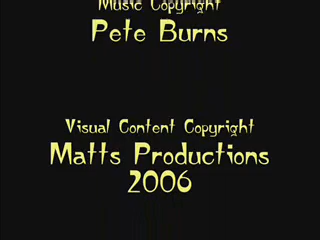 Music Copyright
Pete Burns
Visual Content Copyright
Matts Productions
2006